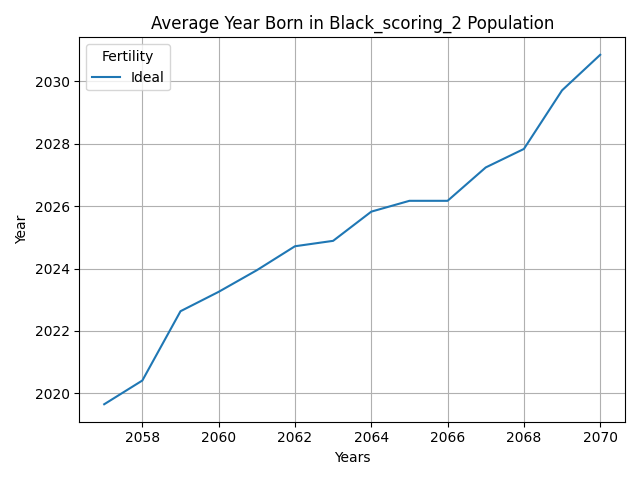 Average Year Born in Black_scoring_2 Population
Fertility
Ideal
2030
2028
2026
2024
2022
2020
Year
2058 2060 2062 2064 2066 2068 2070
Years